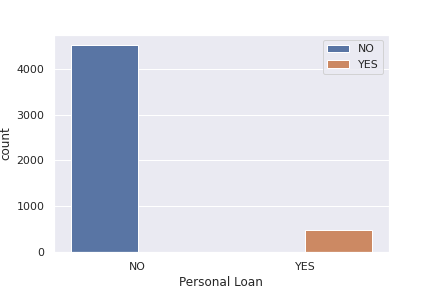 NO
YES
4000
3000
2000
1000
0
count
NO YES
Personal Loan